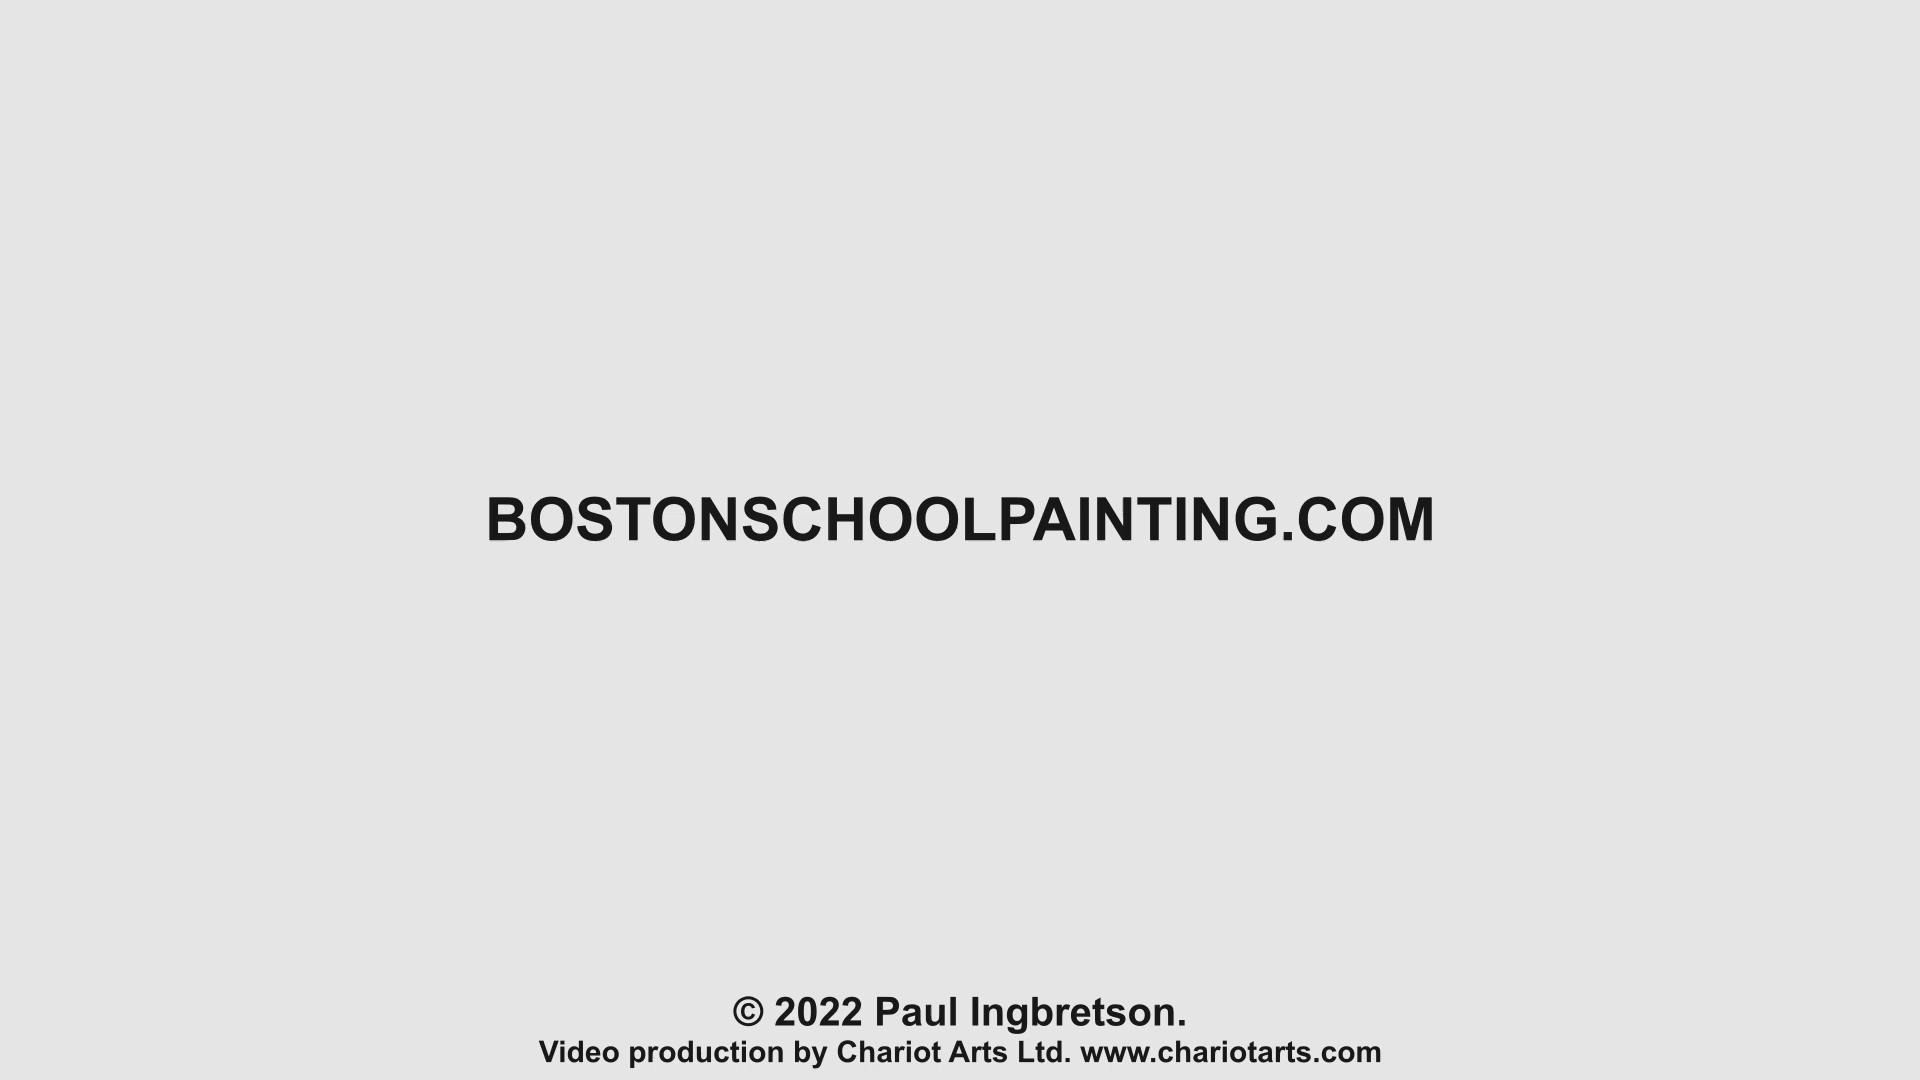 BOSTONSCHOOLPAINTING.COM
© 2022 Paul Ingbretson.
Video production by Chariot Arts Ltd. www.chariotarts.com